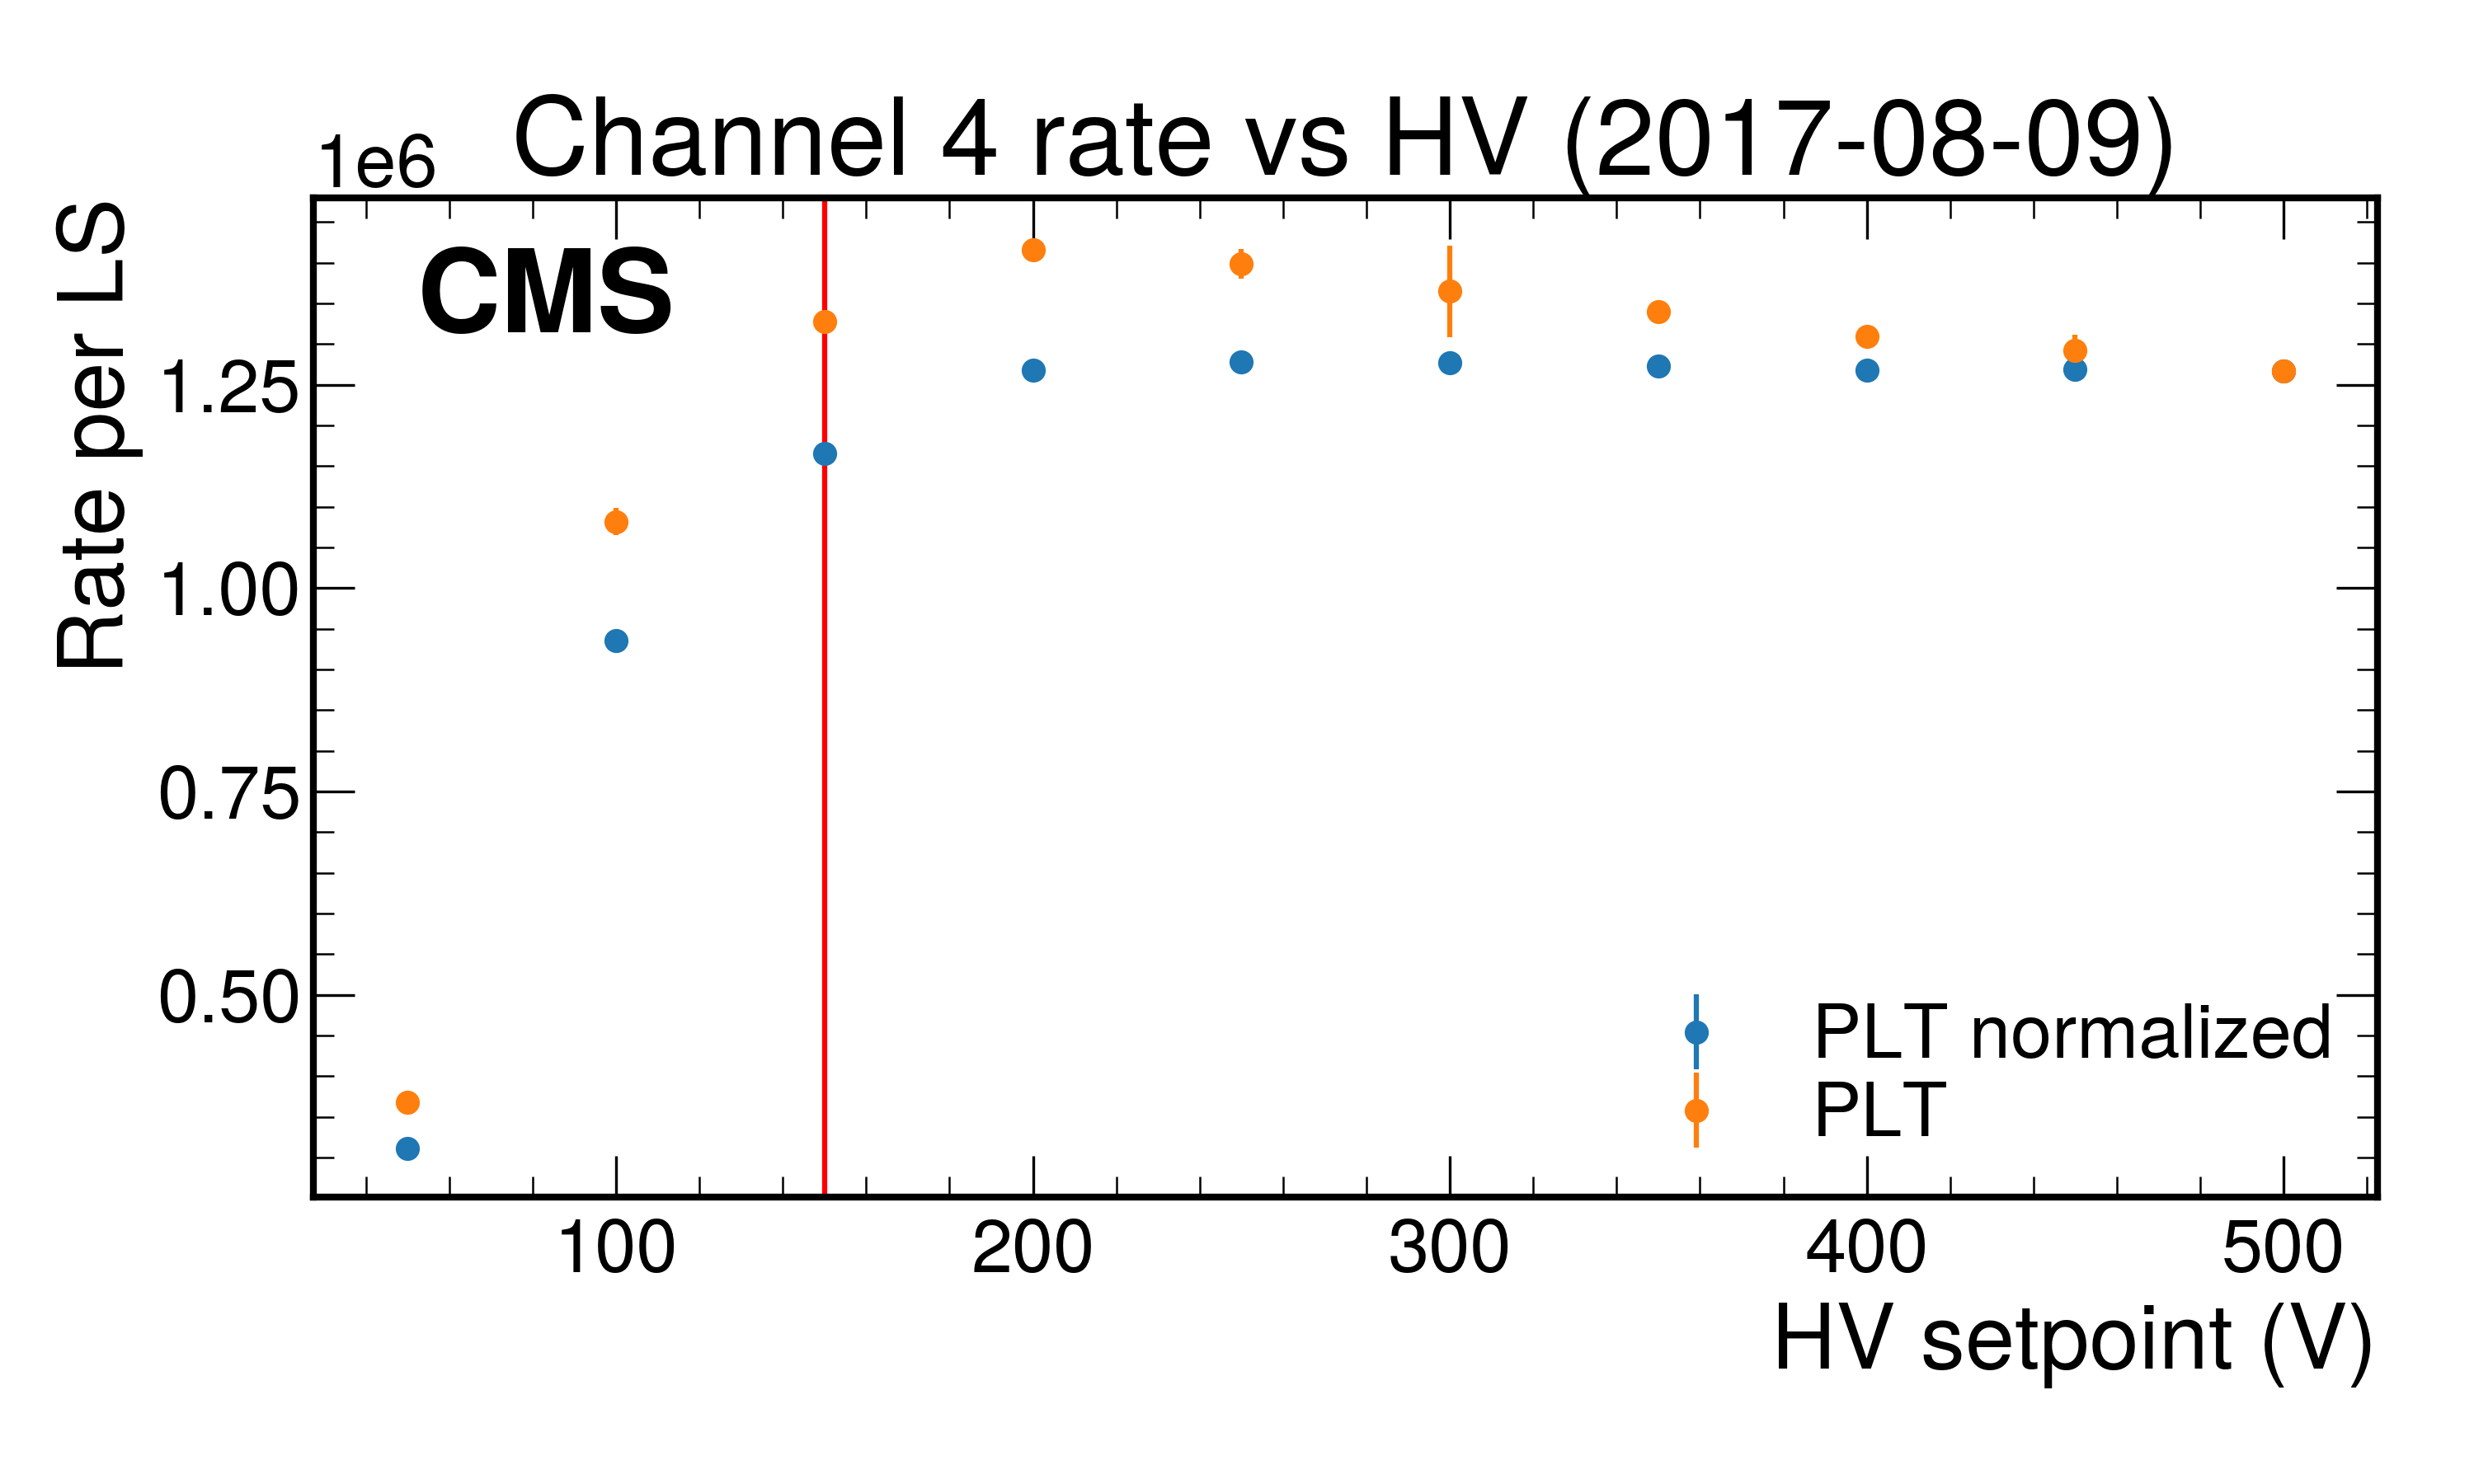 Channel 4 rate vs HV (2017-08-09)
1e6
CMS
Rate per LS
1.25
1.00
0.75
0.50
PLT normalized
PLT
100 200 300 400 500
HV setpoint (V)